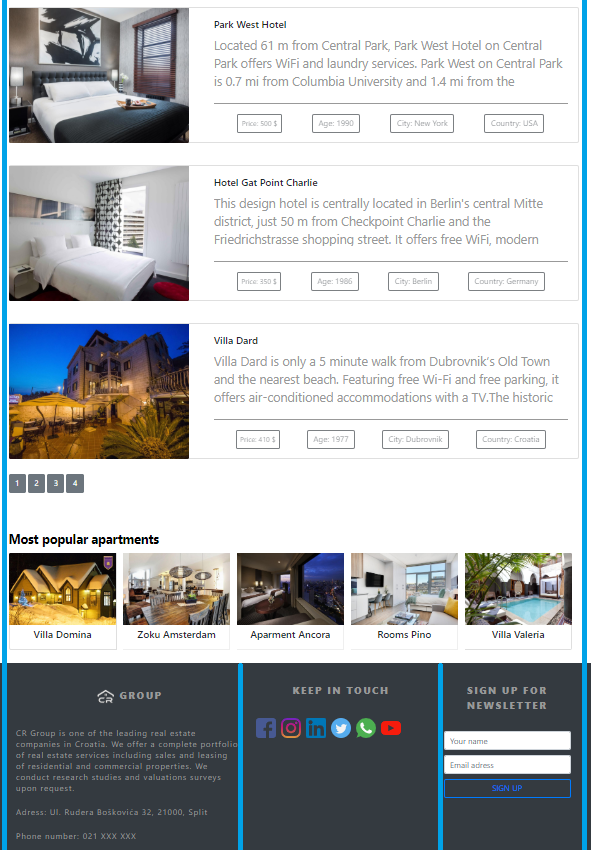 Park West Hotel
Located 61 m from Central Park, Park West Hotel on Central
Park offers WiFi and laundry services. Park West on Central Park
is 0.7 mi from Columbia University and 1.4 mi from the
Price: 500 $
Age: 1990
City: New York
Country: USA
Hotel Gat Point Charlie
This design hotel is centrally located in Berlin's central Mitte
district, just 50 m from Checkpoint Charlie and the
Friedrichstrasse shopping street. It offers free WiFi, modern
Price: 350 $
Age: 1986
City: Berlin
Country: Germany
Villa Dard
Villa Dard is only a 5 minute walk from Dubrovnik's Old Town
and the nearest beach. Featuring free Wi-Fi and free parking, it
offers air-conditioned accommodations with a TV.The historic
Price: 410 $
Age: 1977
City: Dubrovnik
Country: Croatia
1 2 3 4
Most popular apartments
Villa Domina
Zoku Amsterdam
Aparment Ancora
Rooms Pino
Villa Valeria
CR GROUP
CR Group is one of the leading real estate
companies in Croatia. We offer a complete portfolio
of real estate services including sales and leasing
of residential and commercial properties. We
conduct research studies and valuations surveys
upon request.
Adress: Ul. Rudera Boškovića 32, 21000, Split
Phone number: 021 XXX XXX
KEEP IN TOUCH
SIGN UP FOR
NEWSLETTER
Your name
Email adress
SIGN UP